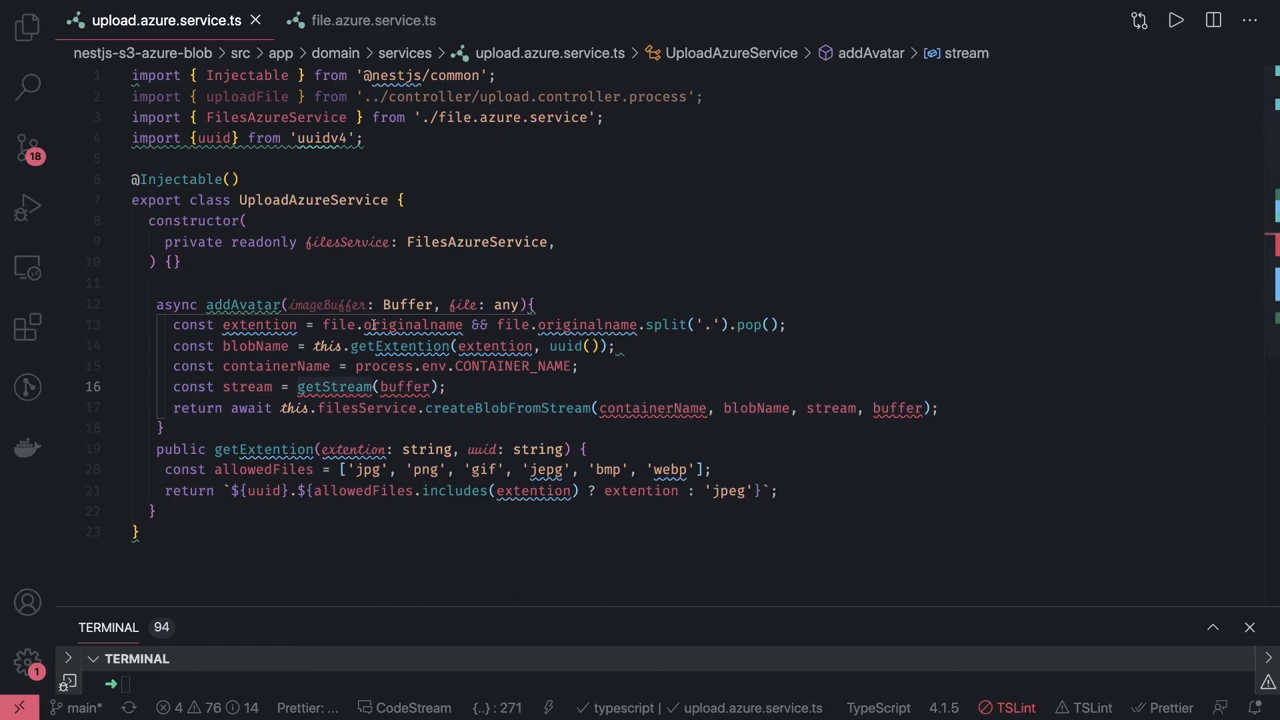 upload.azure.service.ts file.azure.service.ts
nestjs-s3-azure-blob › src › app › domain › services › upload.azure.service.ts › UploadAzureService › addAvatar › stream
1 import { Injectable } from '@nestjs/common';
2 import { uploadFile } from '../controller/upload.controller.process';
3 import { FilesAzureService } from './file.azure.service';
4 import {uuid} from 'uuidv4';
5
6 @Injectable()
7 export class UploadAzureService {
8 constructor(
9 private readonly filesService: FilesAzureService,
10 ) {}
11
12 async addAvatar(imageBuffer: Buffer, file: any){
13 const extention = file.originalname && file.originalname.split('.').pop();
14 const blobName = this.getExtention(extention, uuid());
15 const containerName = process.env.CONTAINER_NAME;
16 const stream = getStream(buffer);
17 return await this.filesService.createBlobFromStream(containerName, blobName, stream, buffer);
18 }
19 public getExtention(extention: string, uuid: string) {
20 const allowedFiles = ['jpg', 'png', 'gif', 'jepg', 'bmp', 'webp'];
21 return `${uuid}.${allowedFiles.includes(extention) ? extention : 'jpeg'}`;
22 }
23 }
18
1
TERMINAL 94
TERMINAL
main* 4 76 14 Prettier: ... CodeStream {..} : 271 typescript | upload.azure.service.ts TypeScript 4.1.5 TSLint TSLint Prettier